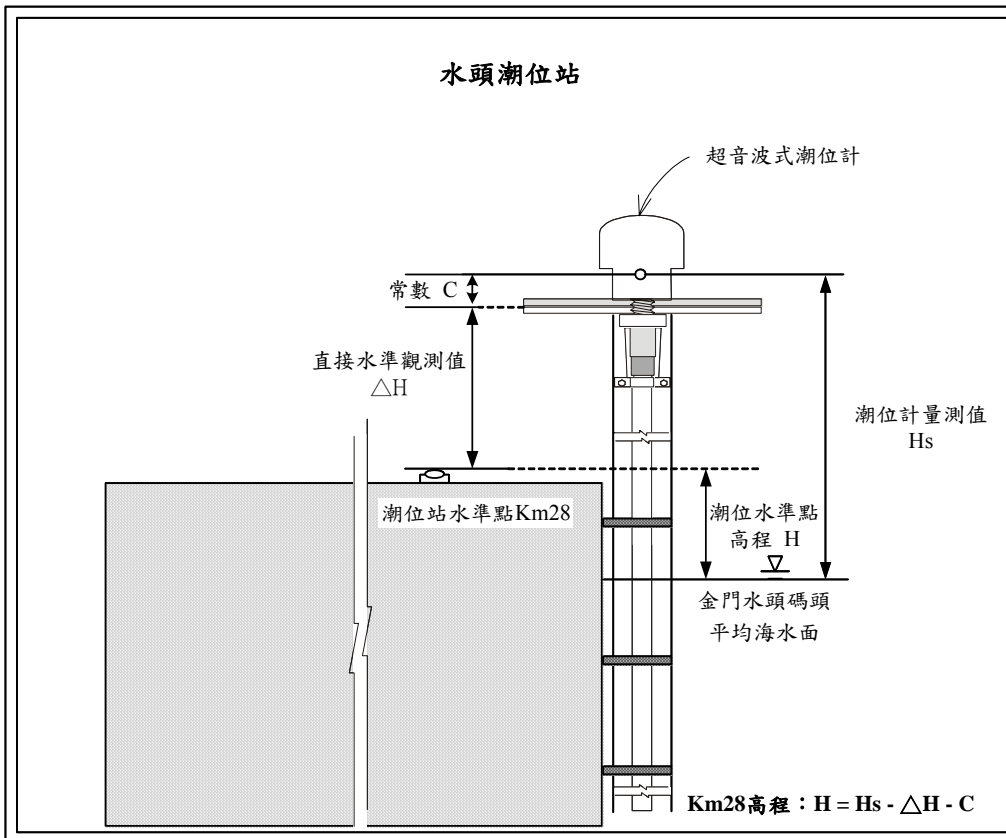 水頭潮位站
超音波式潮位計
常數 C
直接水準觀測值
△H
潮位計量測值
Hs
潮位站水準點Km28
潮位水準點
高程 H
金門水頭碼頭
平均海水面
Km28高程：H = Hs - △H - C